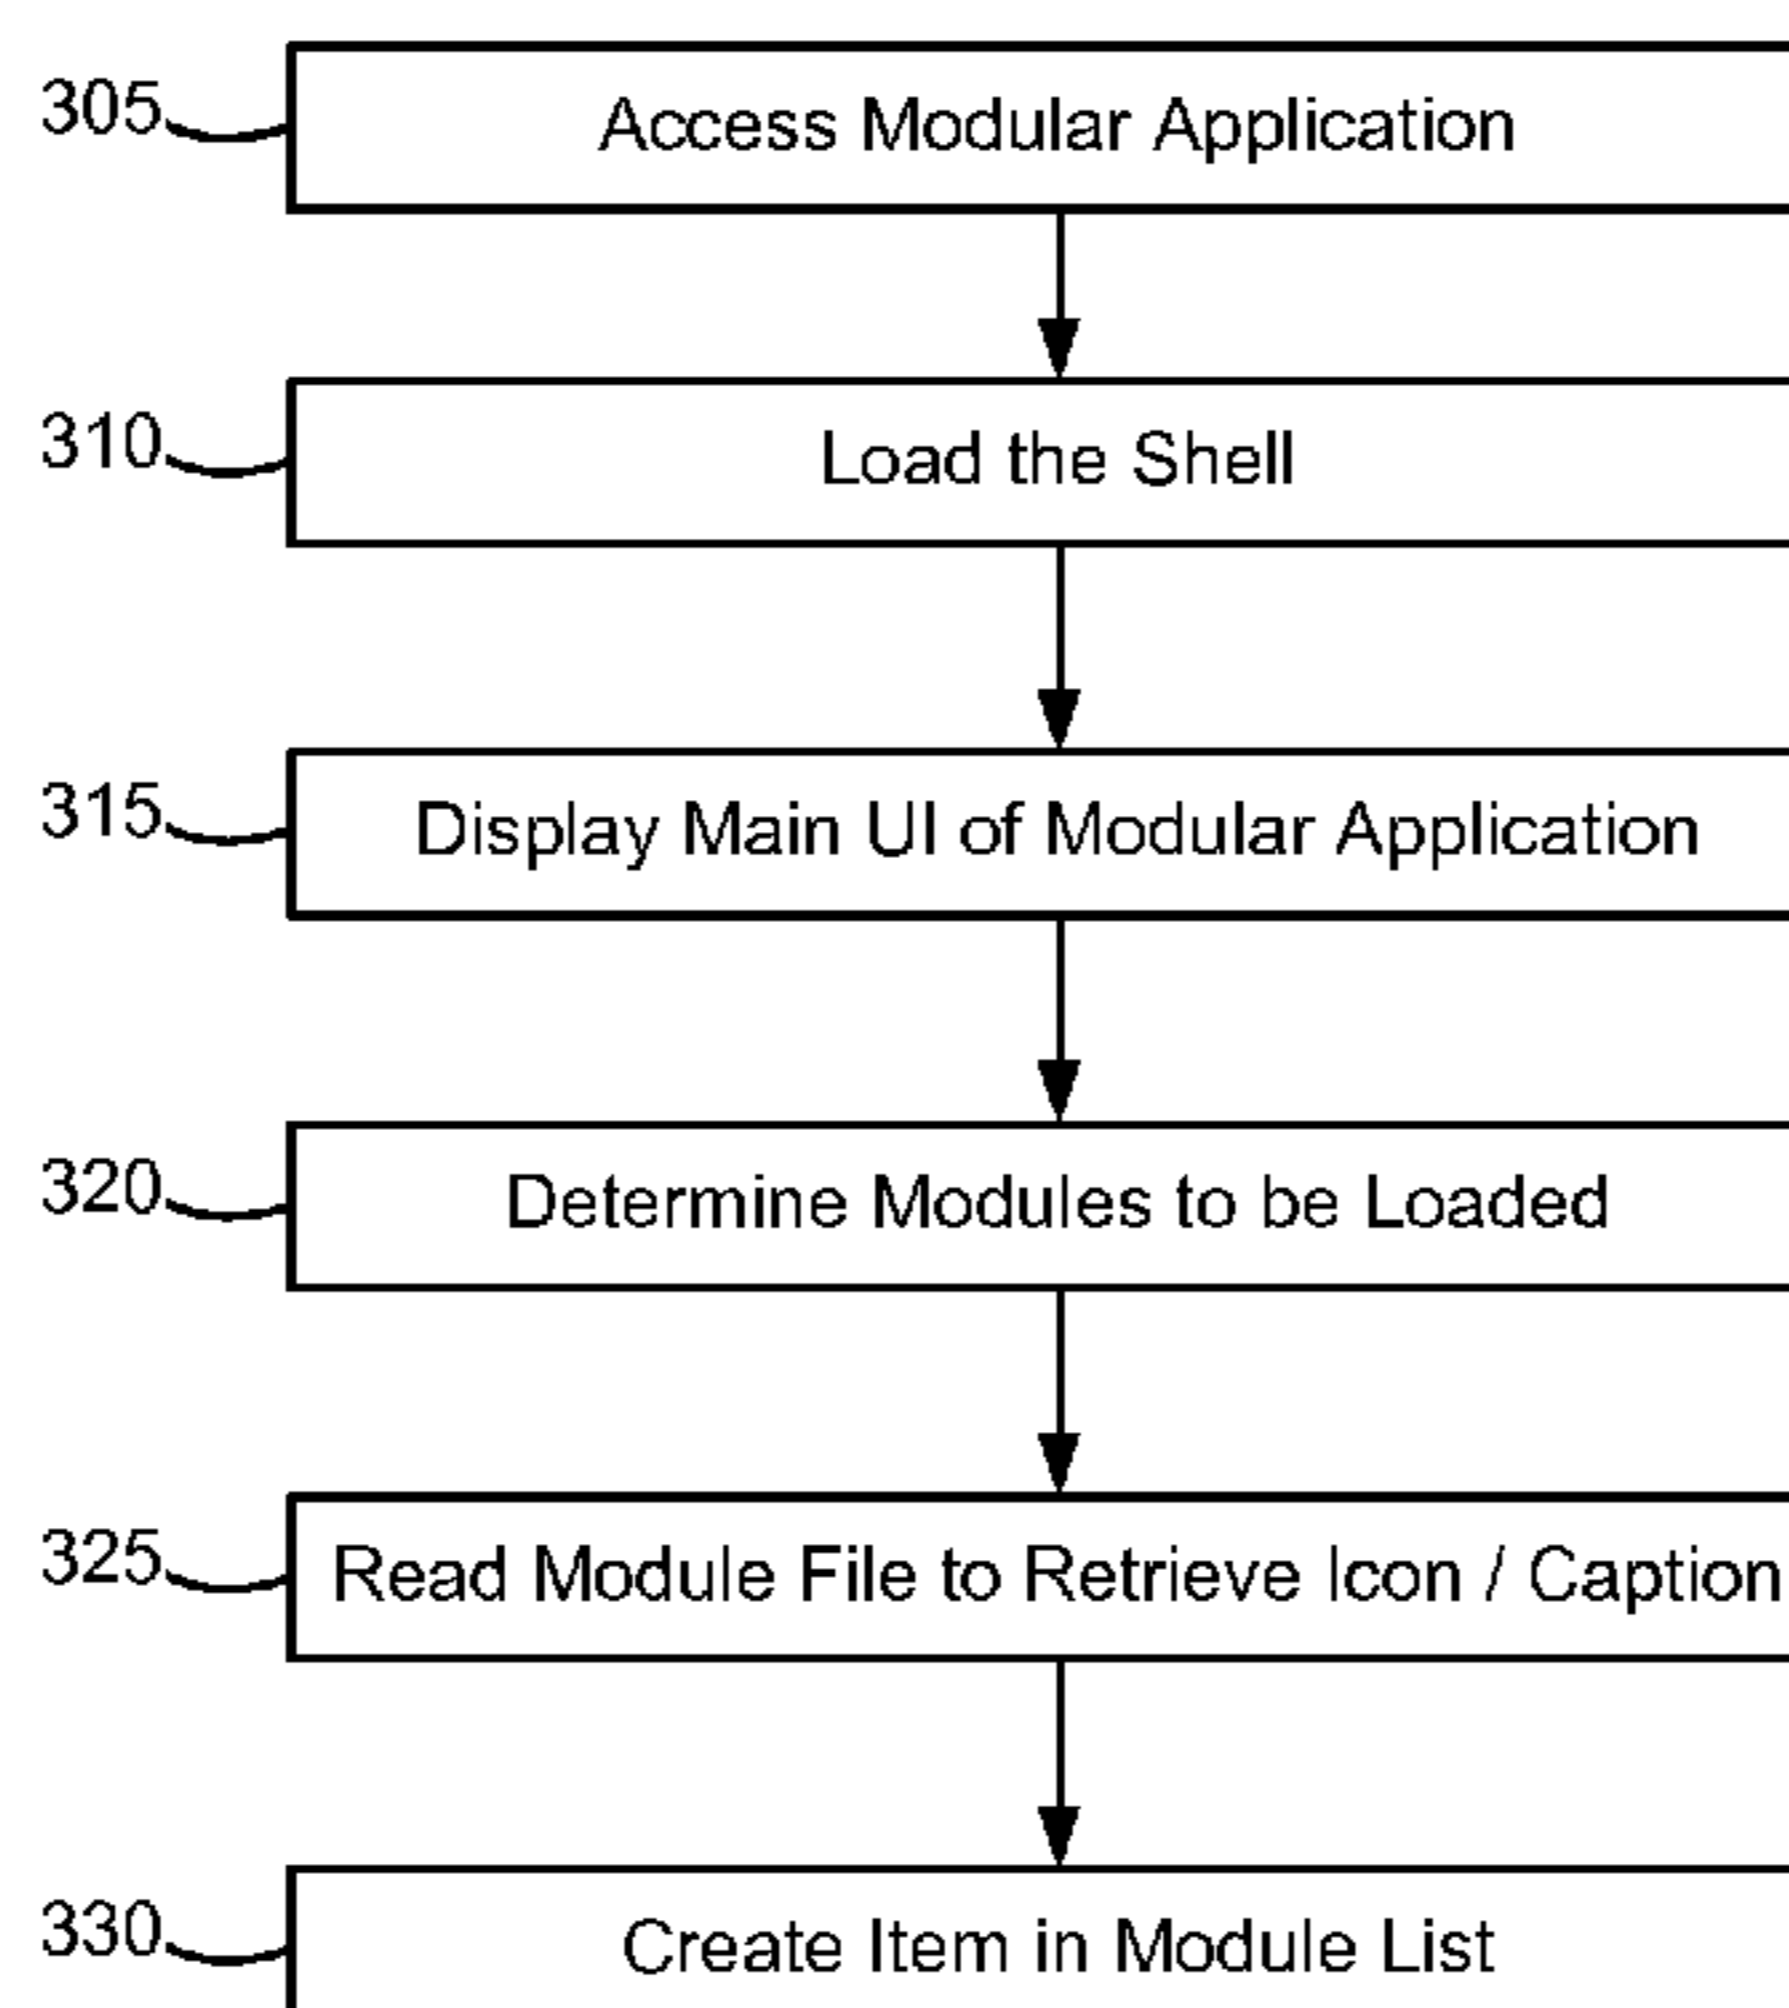 305 Access Modular Application
310 Load the Shell
315 Display Main UI of Modular Application
320 Determine Modules to be Loaded
325 Read Module File to Retrieve Icon / Caption
330 Create Item in Module List